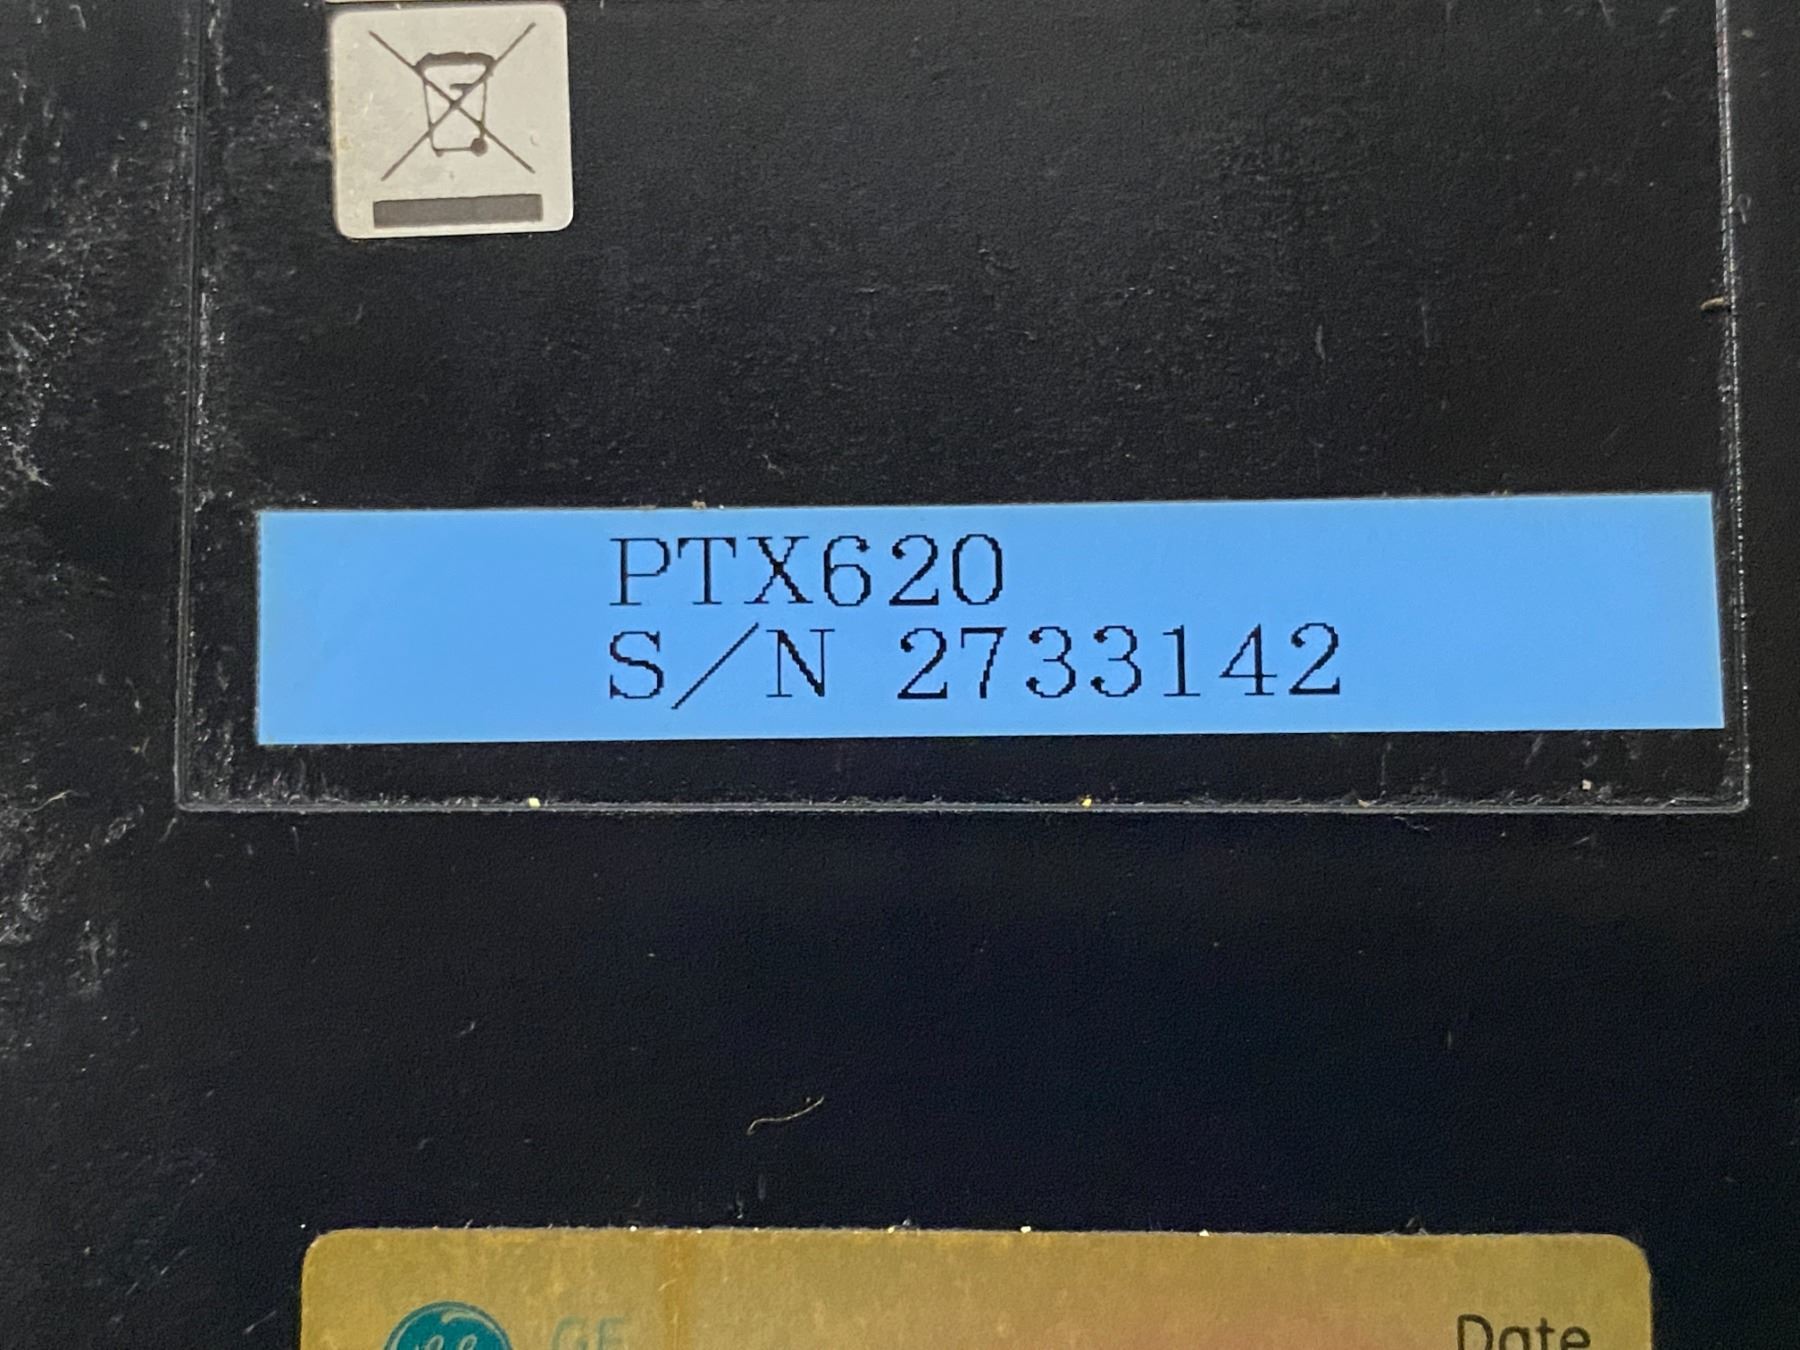 PTX620
S/N 2733142
GE
Date